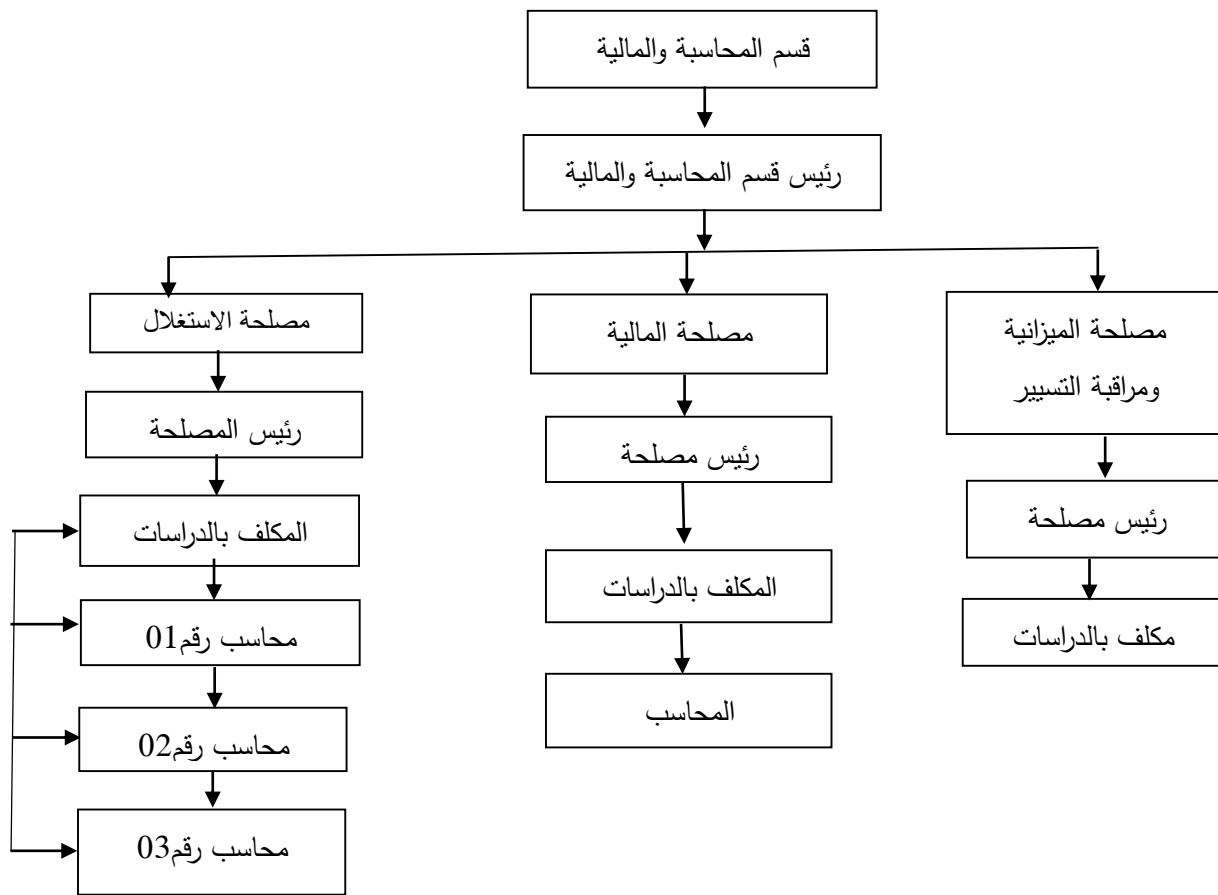 قسم المحاسبة والمالية
رئيس قسم المحاسبة والمالية
مصلحة الميزانية
ومراقبة التسيير
رئيس مصلحة
مكلف بالدراسات
مصلحة المالية
رئيس مصلحة
المكلف بالدراسات
المحاسب
مصلحة الاستغلال
رئيس المصلحة
المكلف بالدراسات
محاسب رقم01
محاسب رقم02
محاسب رقم03